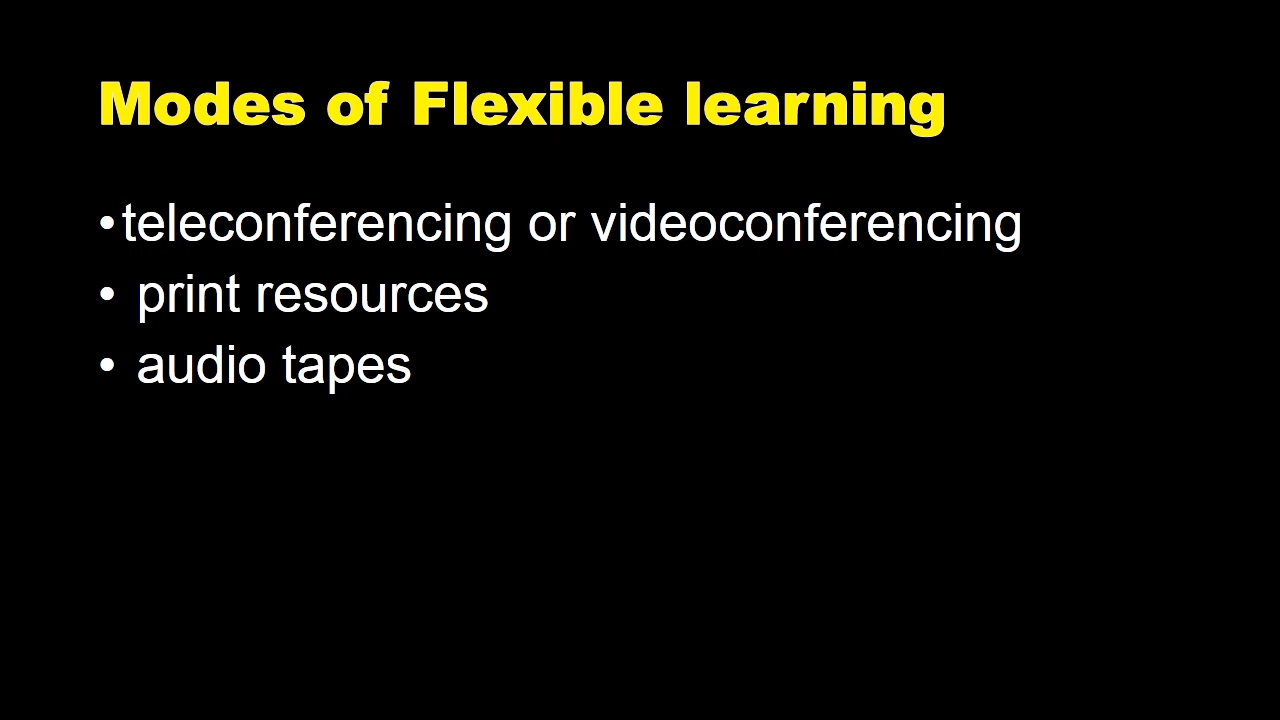 Modes of Flexible learning
•teleconferencing or videoconferencing
• print resources
• audio tapes